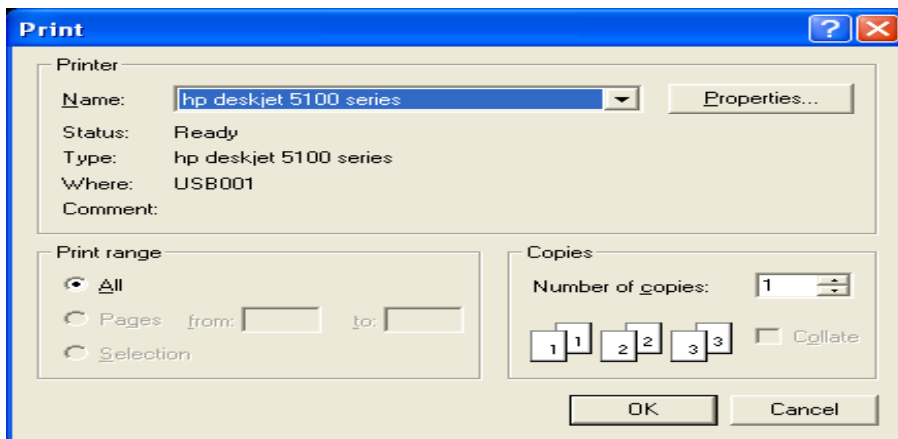 Print
Printer
Name: hp deskjet 5100 series Properties...
Status: Ready
Type: hp deskjet 5100 series
Where: USB001
Comment:
Print range
All
Pages from: to:
Selection
Copies
Number of copies: 1
1 1 2 2 3 3 Collate
OK Cancel